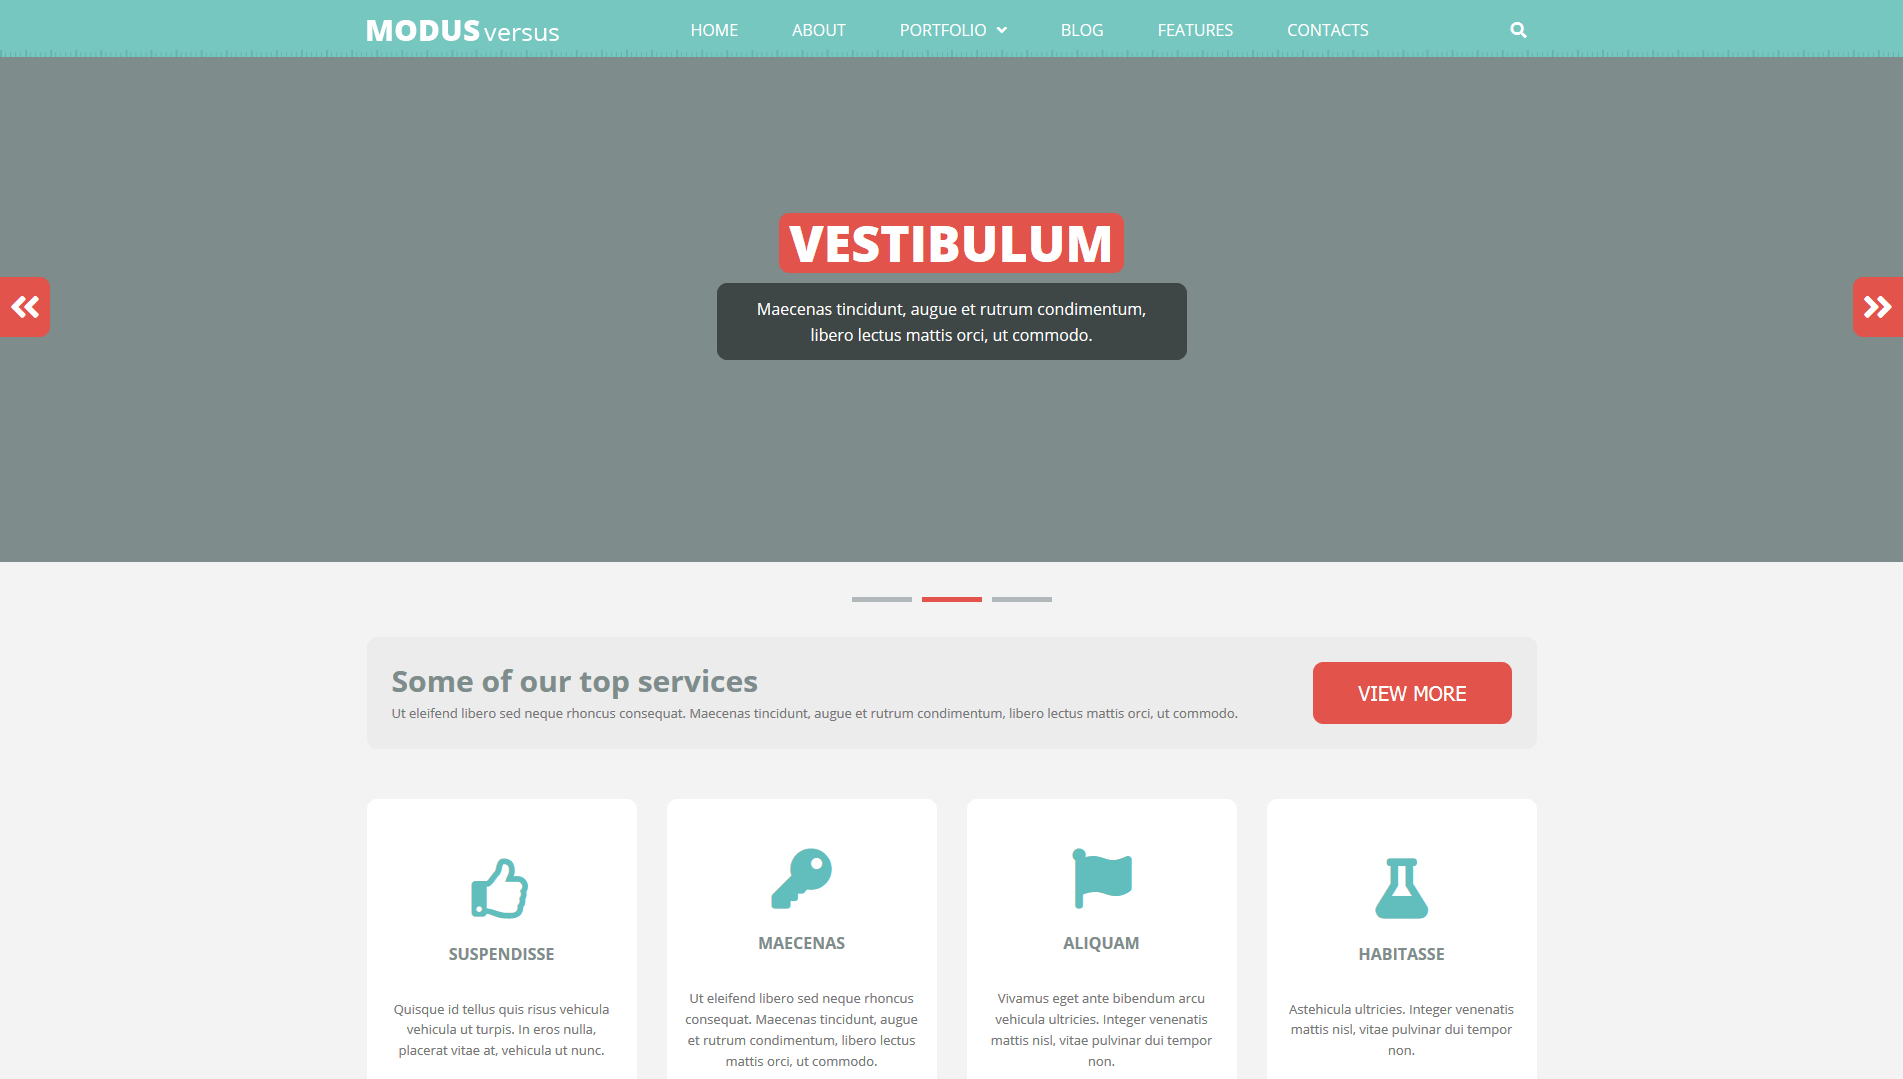 MODUS versus
HOME ABOUT PORTFOLIO BLOG FEATURES CONTACTS
VESTIBULUM
Maecenas tincidunt, augue et rutrum condimentum,
libero lectus mattis orci, ut commodo.
Some of our top services
Ut eleifend libero sed neque rhoncus consequat. Maecenas tincidunt, augue et rutrum condimentum, libero lectus mattis orci, ut commodo.
VIEW MORE
SUSPENDISSE
Quisque id tellus quis risus vehicula
vehicula ut turpis. In eros nulla,
placerat vitae at, vehicula ut nunc.
MAECENAS
Ut eleifend libero sed neque rhoncus
consequat. Maecenas tincidunt, augue
et rutrum condimentum, libero lectus
mattis orci, ut commodo.
ALIQUAM
Vivamus eget ante bibendum arcu
vehicula ultricies. Integer venenatis
mattis nisl, vitae pulvinar dui tempor
non.
HABITASSE
Astehicula ultricies. Integer venenatis
mattis nisl, vitae pulvinar dui tempor
non.